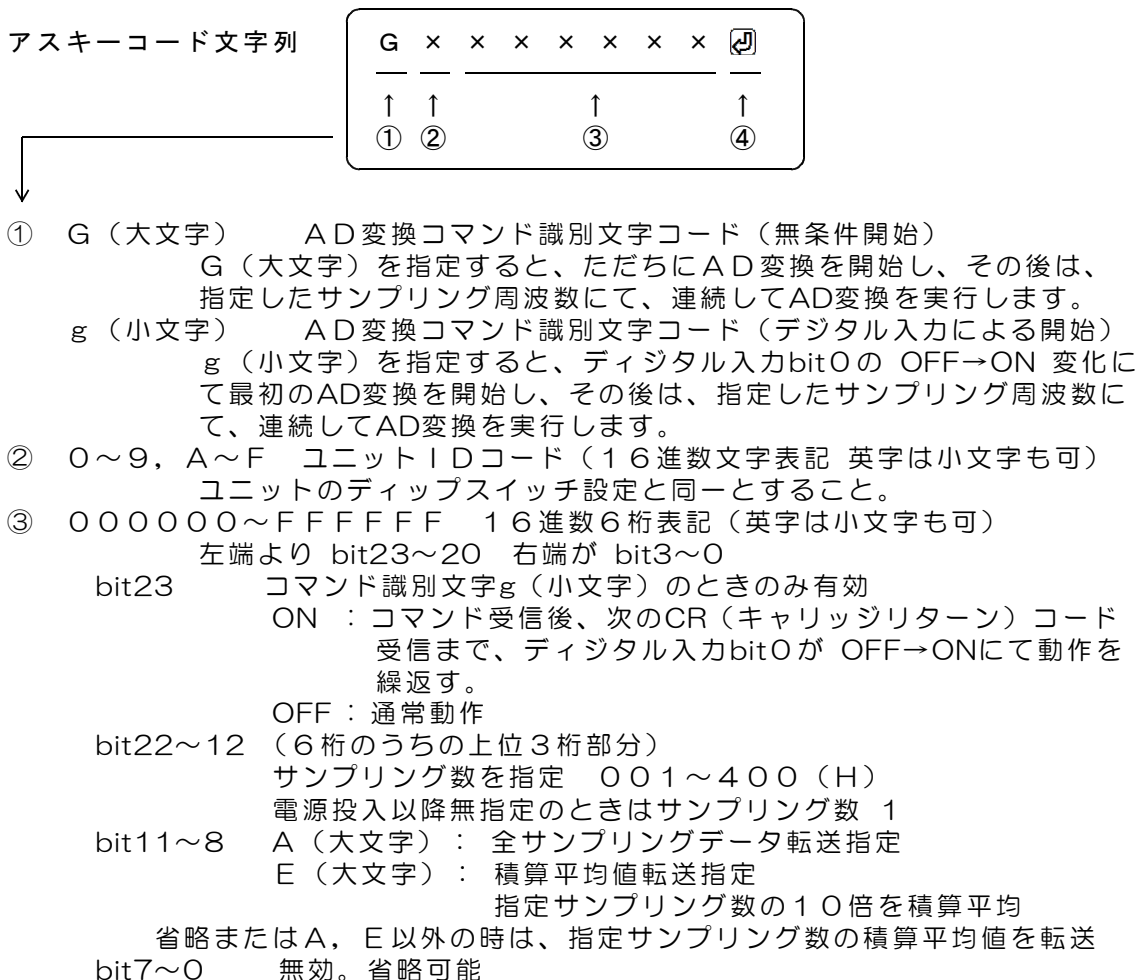 アスキーコード文字列
G × × × × × × × ⏎
↑ ↑ ↑ ↑
① ② ③ ④
① G（大文字） AD変換コマンド識別文字コード（無条件開始）
G（大文字）を指定すると、ただちにAD変換を開始し、その後は、
指定したサンプリング周波数にて、連続してAD変換を実行します。
g（小文字） AD変換コマンド識別文字コード（デジタル入力による開始）
g（小文字）を指定すると、ディジタル入力bit0の OFF→ON 変化に
て最初のAD変換を開始し、その後は、指定したサンプリング周波数に
て、連続してAD変換を実行します。
② 0～9，A～F ユニットIDコード（16進数文字表記 英字は小文字も可）
ユニットのディップスイッチ設定と同一とすること。
③ 000000～FFFFFF 16進数6桁表記（英字は小文字も可）
左端より bit23～20 右端が bit3～0
bit23 コマンド識別文字g（小文字）のときのみ有効
ON ：コマンド受信後、次のCR（キャリッジリターン）コード
受信まで、ディジタル入力bit0が OFF→ONにて動作を
繰返す。
OFF：通常動作
bit22～12 （6桁のうちの上位3桁部分）
サンプリング数を指定 001～400（H）
電源投入以降無指定のときはサンプリング数 1
bit11～8 A（大文字）： 全サンプリングデータ転送指定
E（大文字）： 積算平均値転送指定
指定サンプリング数の10倍を積算平均
省略またはA，E以外の時は、指定サンプリング数の積算平均値を転送
bit7～0 無効。省略可能